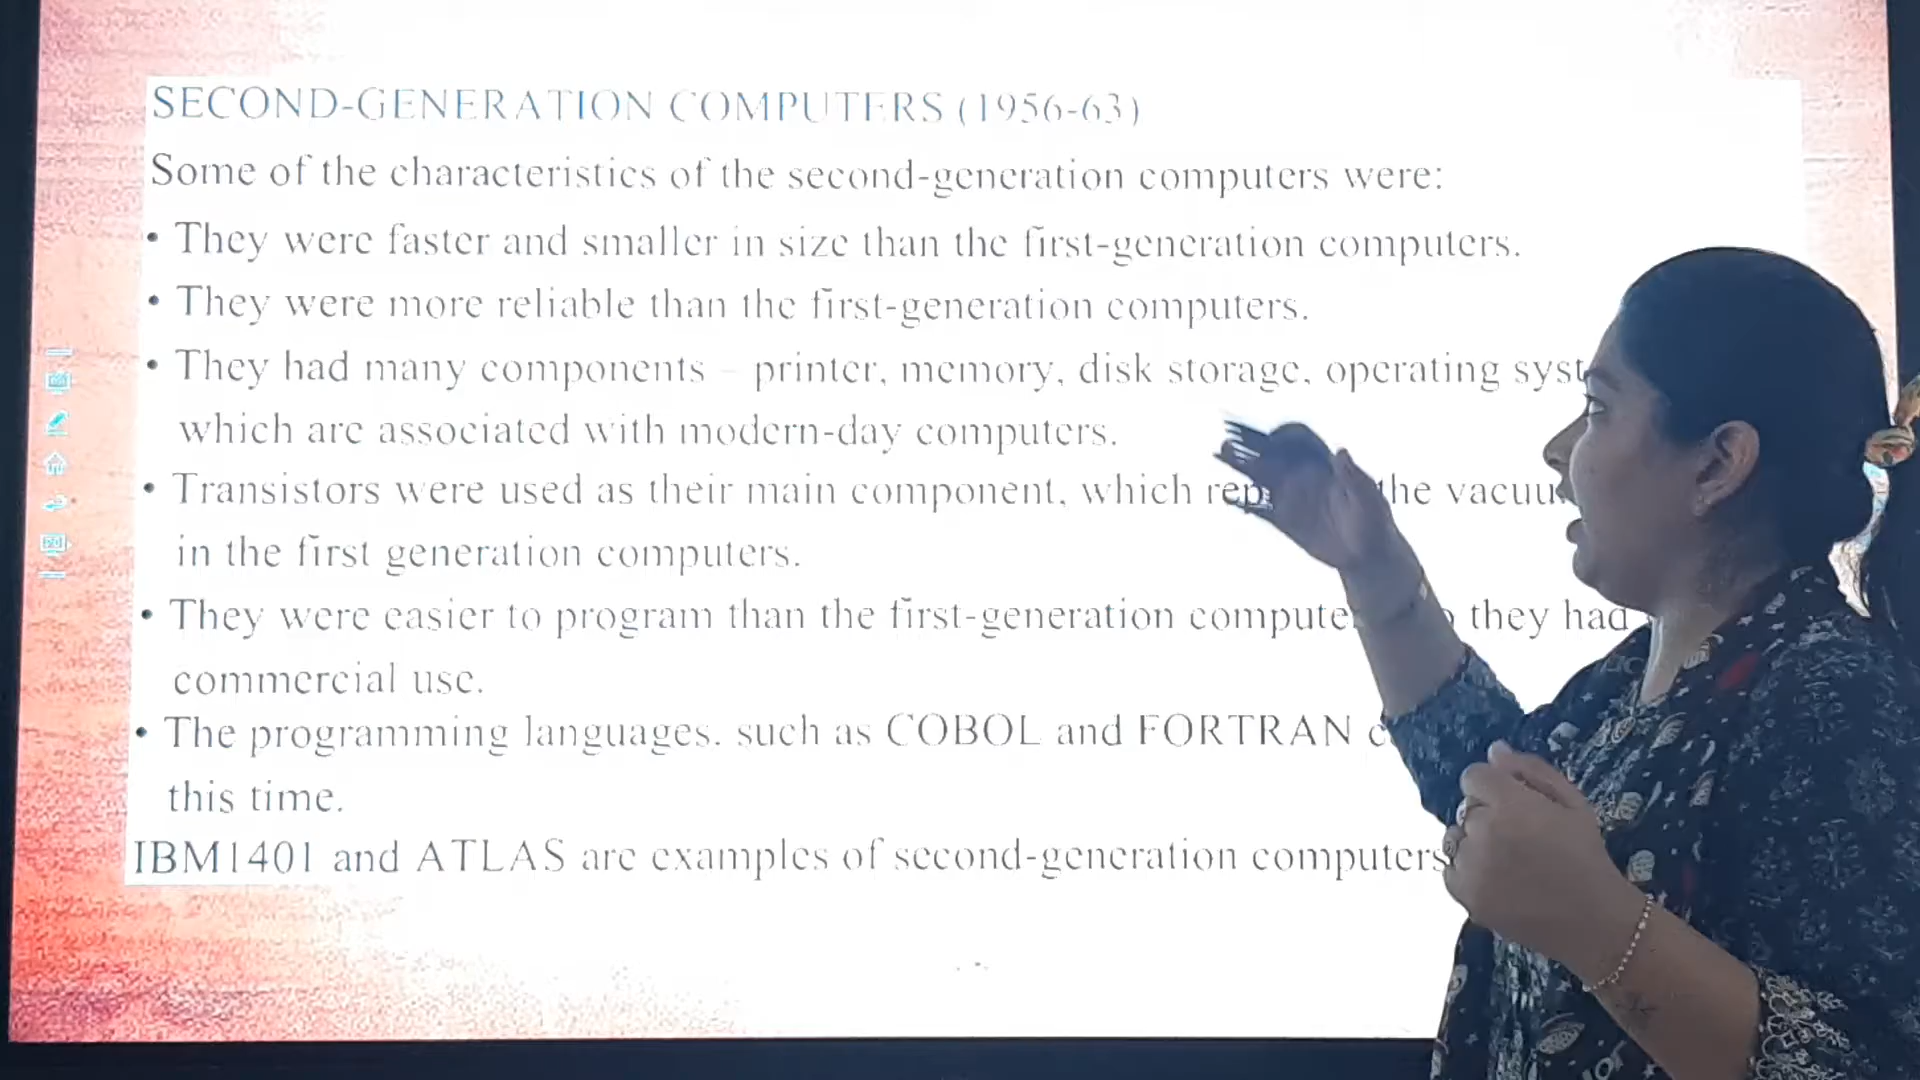 SECOND-GENERATION COMPUTERS (1956-63)
Some of the characteristics of the second-generation computers were:
• They were faster and smaller in size than the first-generation computers.
• They were more reliable than the first-generation computers.
• They had many components – printer, memory, disk storage, operating
which are associated with modern-day computers.
• Transistors were used as their main component, which the
in the first generation computers.
• They were easier to program than the first-generation they had
commercial use.
• The programming languages, such as COBOL and FORTRAN
this time.
IBM1401 and ATLAS are examples of second-generation computers